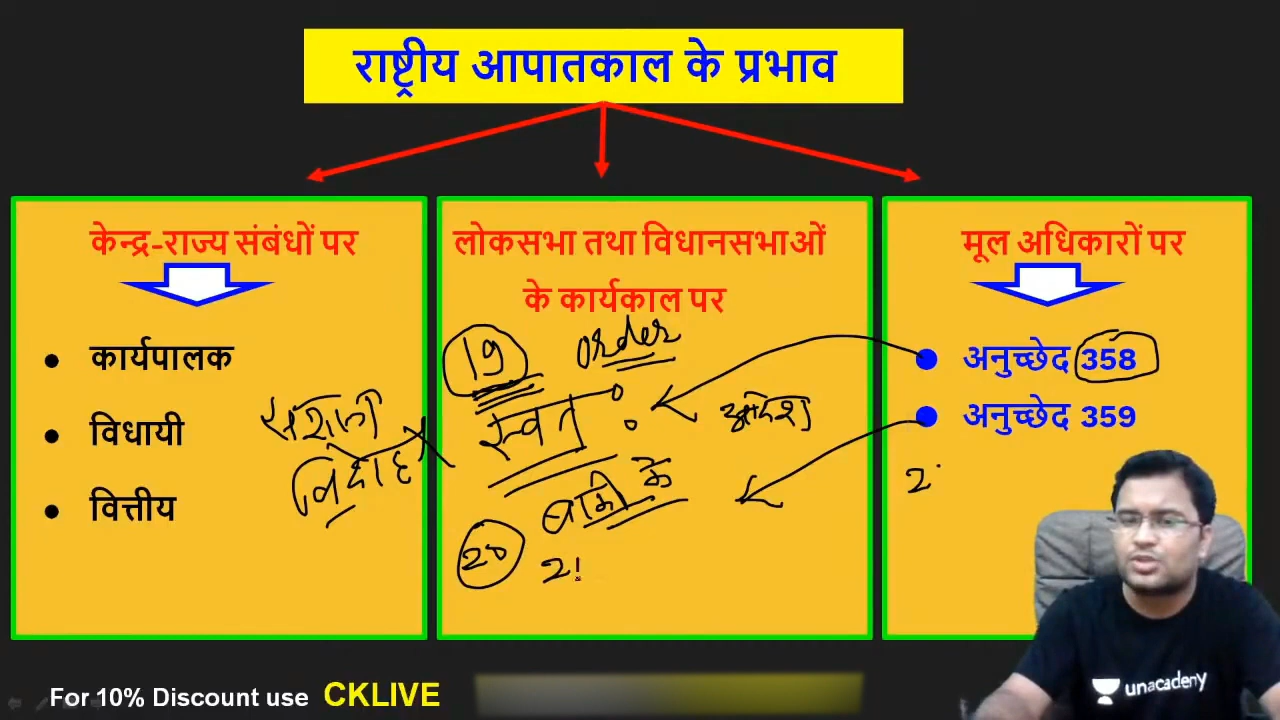 राष्ट्रीय आपातकाल के प्रभाव
केन्द्र-राज्य संबंधों पर
• कार्यपालक
• विधायी
• वित्तीय
सशस्त्र
विद्रोह
लोकसभा तथा विधानसभाओं
के कार्यकाल पर
19 order
स्वत:
आदेश
बाकी के
20
मूल अधिकारों पर
• अनुच्छेद 358
• अनुच्छेद 359
unacademy
For 10% Discount use CKLIVE